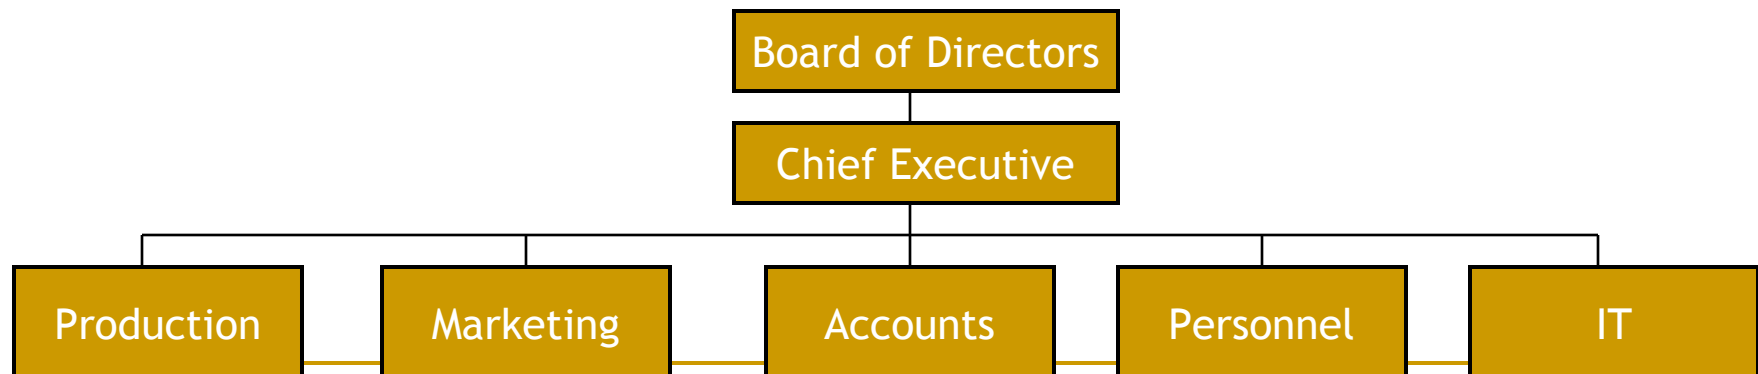 Board of Directors
Chief Executive
Production
Marketing
Accounts
Personnel
IT